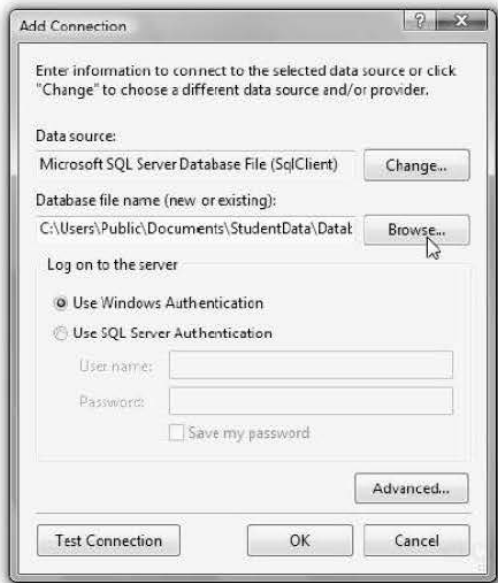 Add Connection
Enter information to connect to the selected data source or click
"Change" to choose a different data source and/or provider.
Data source:
Microsoft SQL Server Database File (SqlClient)
Change...
Database file name (new or existing):
C:\Users\Public\Documents\StudentData\Datab
Browse...
Log on to the server
Use Windows Authentication
Use SQL Server Authentication
User name:
Password:
Save my password
Advanced...
Test Connection
OK
Cancel